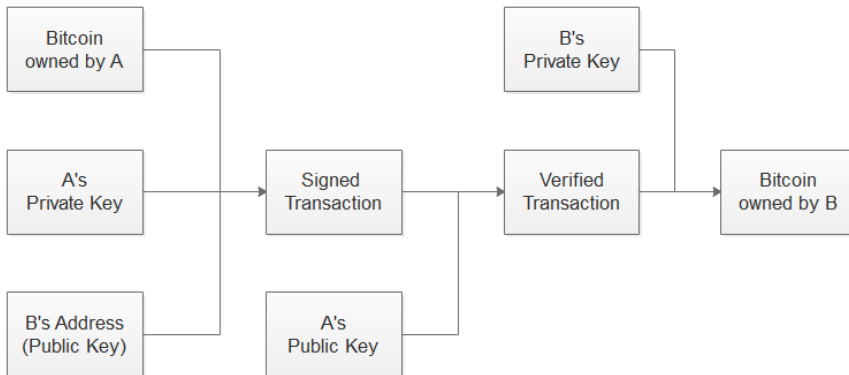 Bitcoin
owned by A
B's
Private Key
A's
Private Key
Signed
Transaction
Verified
Transaction
Bitcoin
owned by B
B's Address
(Public Key)
A's
Public Key